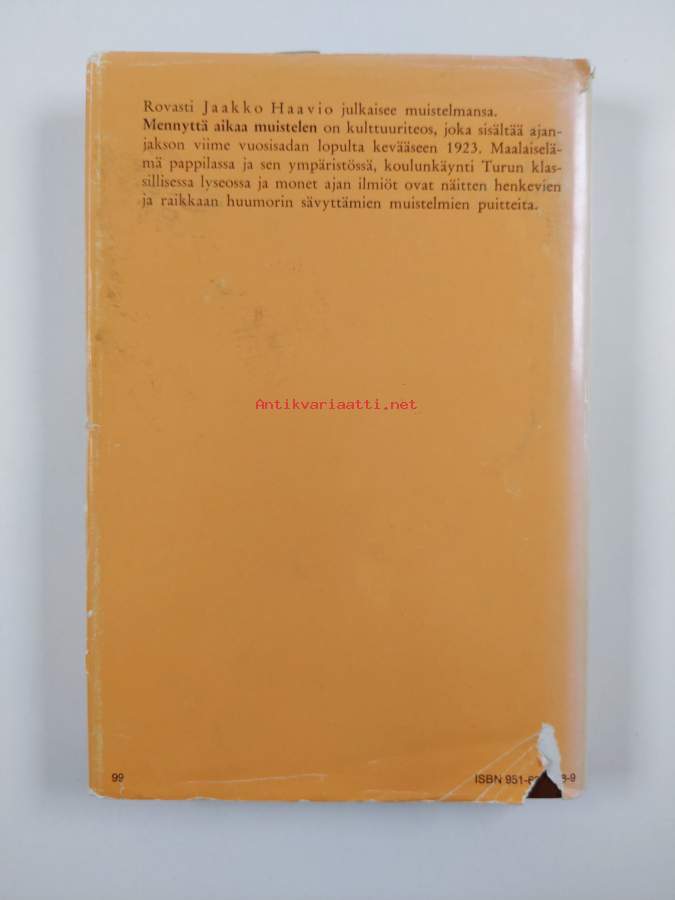 Rovasti Jaakko Haavio julkaisee muistelmansa.
Mennyttä aikaa muistelen on kulttuuriteos, joka sisältää ajan-
jakson viime vuosisadan lopulta kevääseen 1923. Maalaiselä-
mä pappilassa ja sen ympäristössä, koulunkäynti Turun klas-
sillisessa lyseossa ja monet ajan ilmiöt ovat näitten henkevien
ja raikkaan huumorin sävyttämien muistelmien puitteita.
Antikvariaatti.net
99
ISBN